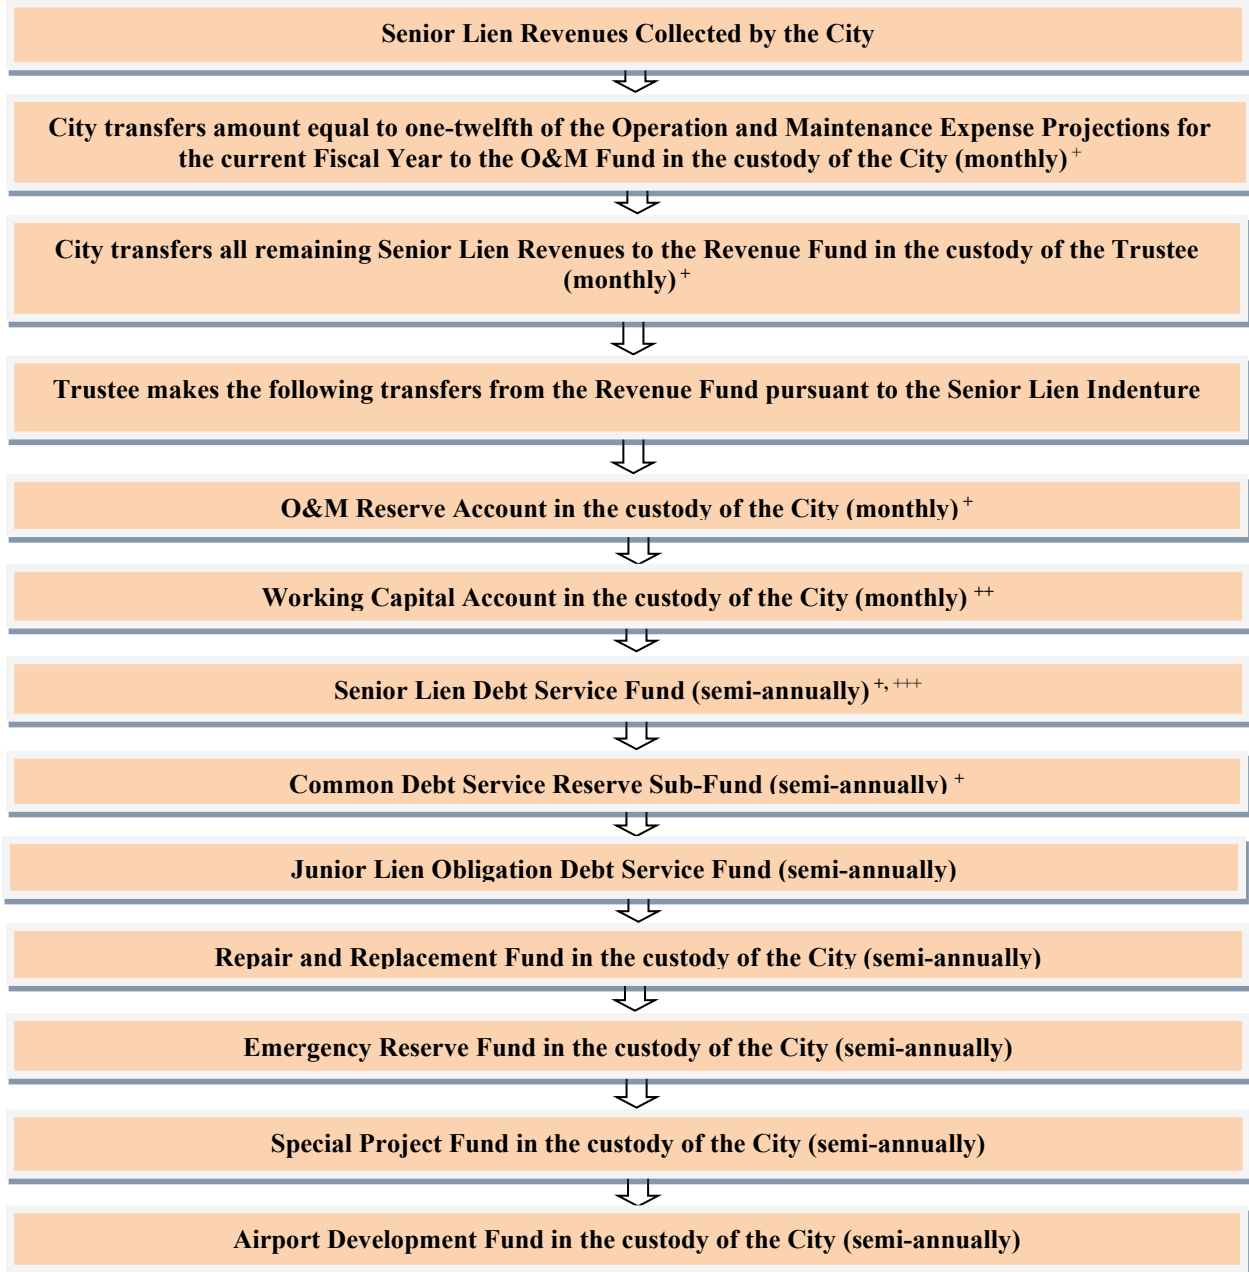 Senior Lien Revenues Collected by the City
City transfers amount equal to one-twelfth of the Operation and Maintenance Expense Projections for
the current Fiscal Year to the O&M Fund in the custody of the City (monthly) +
City transfers all remaining Senior Lien Revenues to the Revenue Fund in the custody of the Trustee
(monthly) +
Trustee makes the following transfers from the Revenue Fund pursuant to the Senior Lien Indenture
O&M Reserve Account in the custody of the City (monthly) +
Working Capital Account in the custody of the City (monthly) ++
Senior Lien Debt Service Fund (semi-annually) +, +++
Common Debt Service Reserve Sub-Fund (semi-annually) +
Junior Lien Obligation Debt Service Fund (semi-annually)
Repair and Replacement Fund in the custody of the City (semi-annually)
Emergency Reserve Fund in the custody of the City (semi-annually)
Special Project Fund in the custody of the City (semi-annually)
Airport Development Fund in the custody of the City (semi-annually)